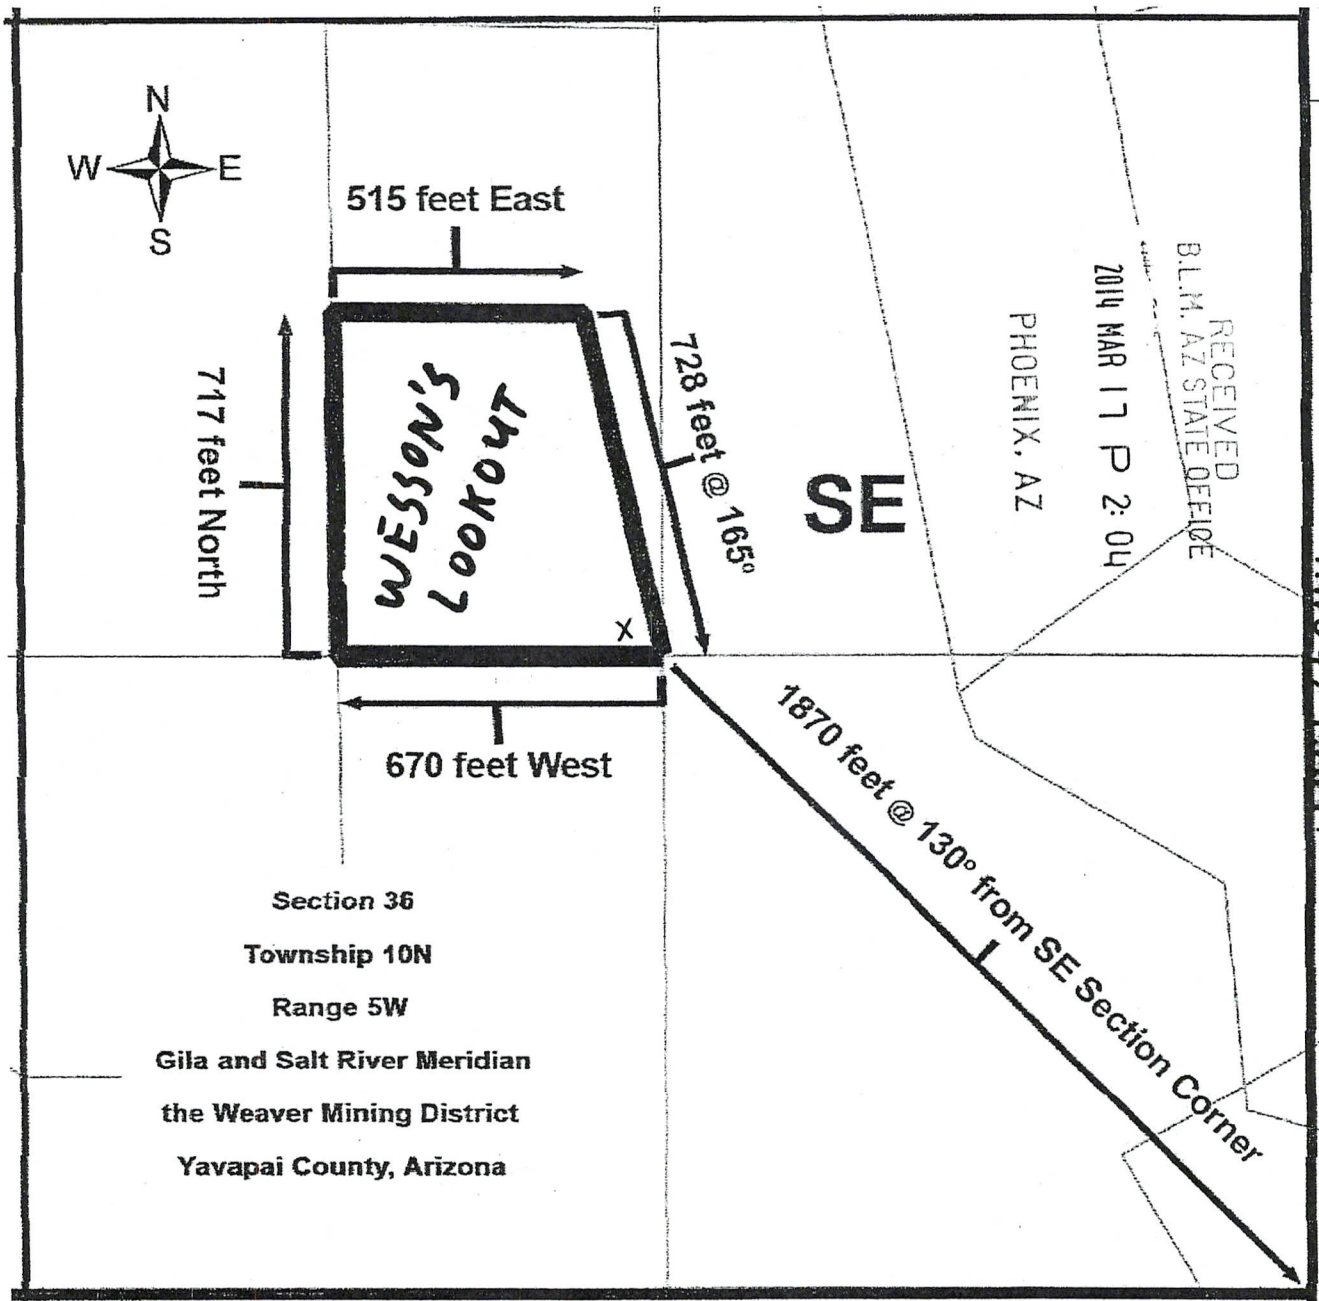 N
W E
S
515 feet East
717 feet North
WESSON'S
LOOKOUT
728 feet @ 165º
SE
RECEIVED
B.L.M. AZ STATE OFFICE
2014 MAR 17 P 2:04
PHOENIX, AZ
X
670 feet West
1870 feet @ 130º from SE Section Corner
Section 36
Township 10N
Range 5W
Gila and Salt River Meridian
the Weaver Mining District
Yavapai County, Arizona